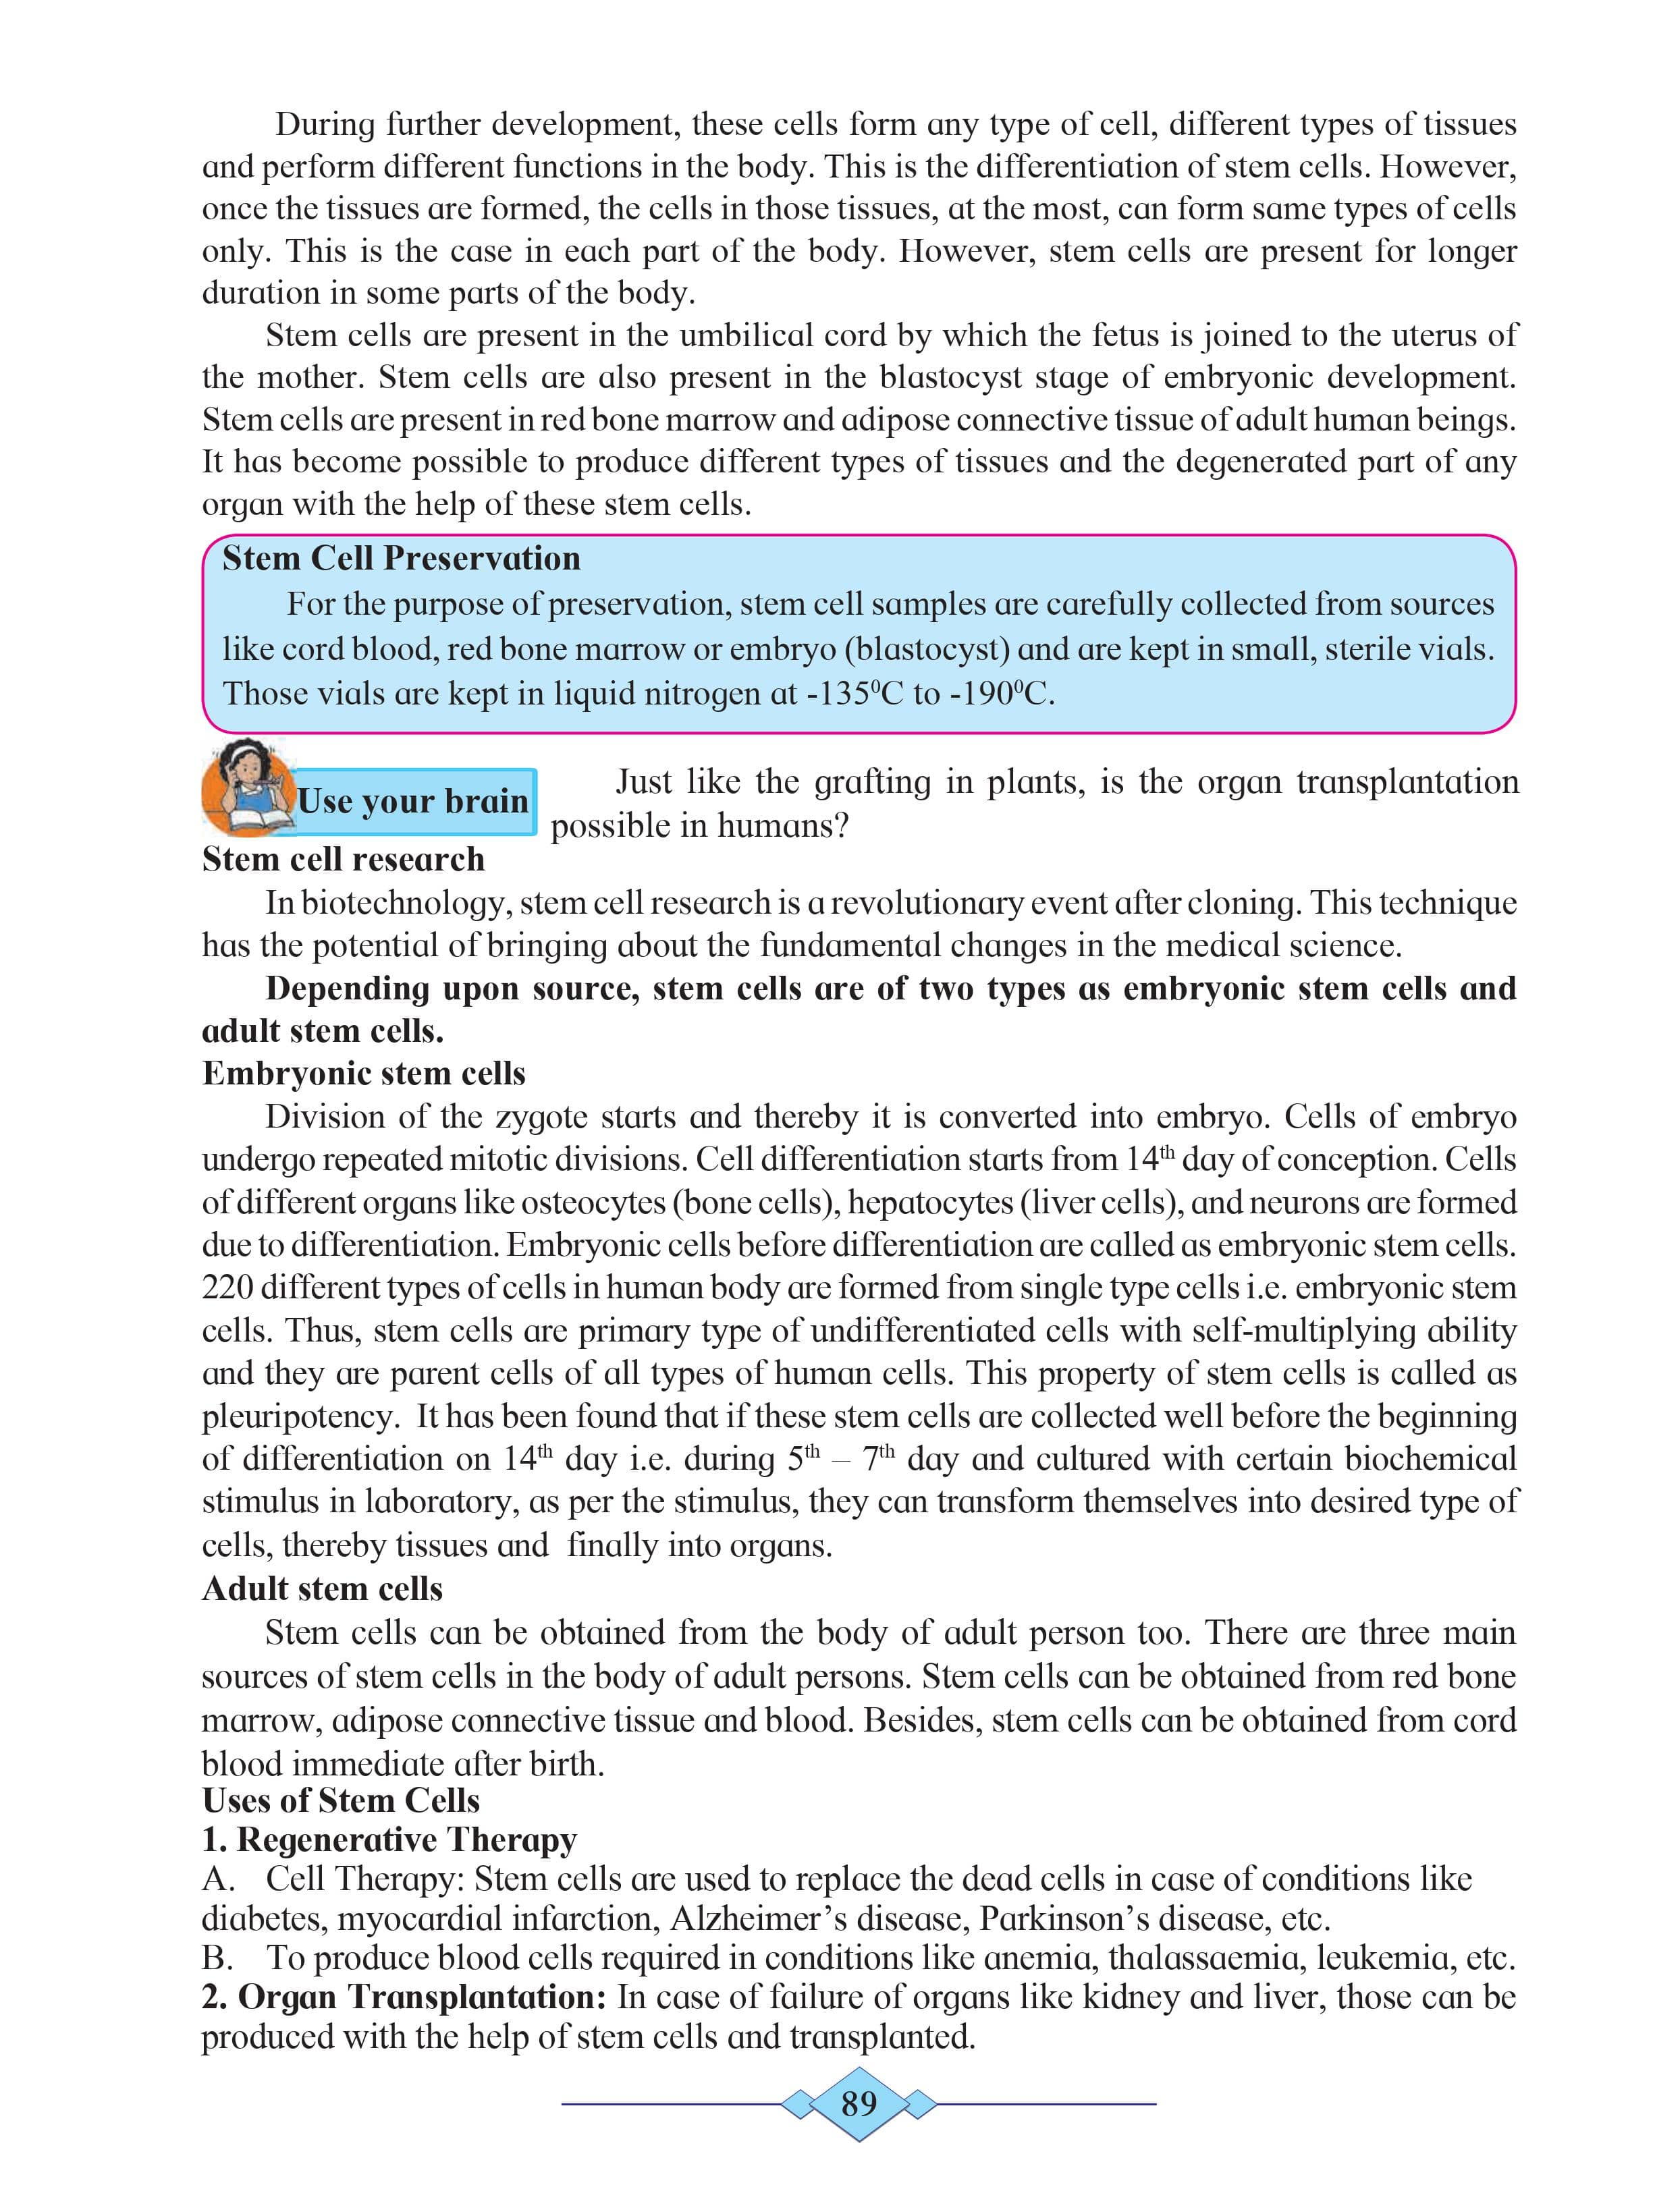 During further development, these cells form any type of cell, different types of tissues
and perform different functions in the body. This is the differentiation of stem cells. However,
once the tissues are formed, the cells in those tissues, at the most, can form same types of cells
only. This is the case in each part of the body. However, stem cells are present for longer
duration in some parts of the body.
Stem cells are present in the umbilical cord by which the fetus is joined to the uterus of
the mother. Stem cells are also present in the blastocyst stage of embryonic development.
Stem cells are present in red bone marrow and adipose connective tissue of adult human beings.
It has become possible to produce different types of tissues and the degenerated part of any
organ with the help of these stem cells.
Stem Cell Preservation
For the purpose of preservation, stem cell samples are carefully collected from sources
like cord blood, red bone marrow or embryo (blastocyst) and are kept in small, sterile vials.
Those vials are kept in liquid nitrogen at -135⁰C to -190⁰C.
Use your brain
Just like the grafting in plants, is the organ transplantation
possible in humans?
Stem cell research
In biotechnology, stem cell research is a revolutionary event after cloning. This technique
has the potential of bringing about the fundamental changes in the medical science.
Depending upon source, stem cells are of two types as embryonic stem cells and
adult stem cells.
Embryonic stem cells
Division of the zygote starts and thereby it is converted into embryo. Cells of embryo
undergo repeated mitotic divisions. Cell differentiation starts from 14th day of conception. Cells
of different organs like osteocytes (bone cells), hepatocytes (liver cells), and neurons are formed
due to differentiation. Embryonic cells before differentiation are called as embryonic stem cells.
220 different types of cells in human body are formed from single type cells i.e. embryonic stem
cells. Thus, stem cells are primary type of undifferentiated cells with self-multiplying ability
and they are parent cells of all types of human cells. This property of stem cells is called as
pleuripotency. It has been found that if these stem cells are collected well before the beginning
of differentiation on 14th day i.e. during 5th – 7th day and cultured with certain biochemical
stimulus in laboratory, as per the stimulus, they can transform themselves into desired type of
cells, thereby tissues and finally into organs.
Adult stem cells
Stem cells can be obtained from the body of adult person too. There are three main
sources of stem cells in the body of adult persons. Stem cells can be obtained from red bone
marrow, adipose connective tissue and blood. Besides, stem cells can be obtained from cord
blood immediate after birth.
Uses of Stem Cells
1. Regenerative Therapy
A. Cell Therapy: Stem cells are used to replace the dead cells in case of conditions like
diabetes, myocardial infarction, Alzheimer’s disease, Parkinson’s disease, etc.
B. To produce blood cells required in conditions like anemia, thalassaemia, leukemia, etc.
2. Organ Transplantation: In case of failure of organs like kidney and liver, those can be
produced with the help of stem cells and transplanted.
89